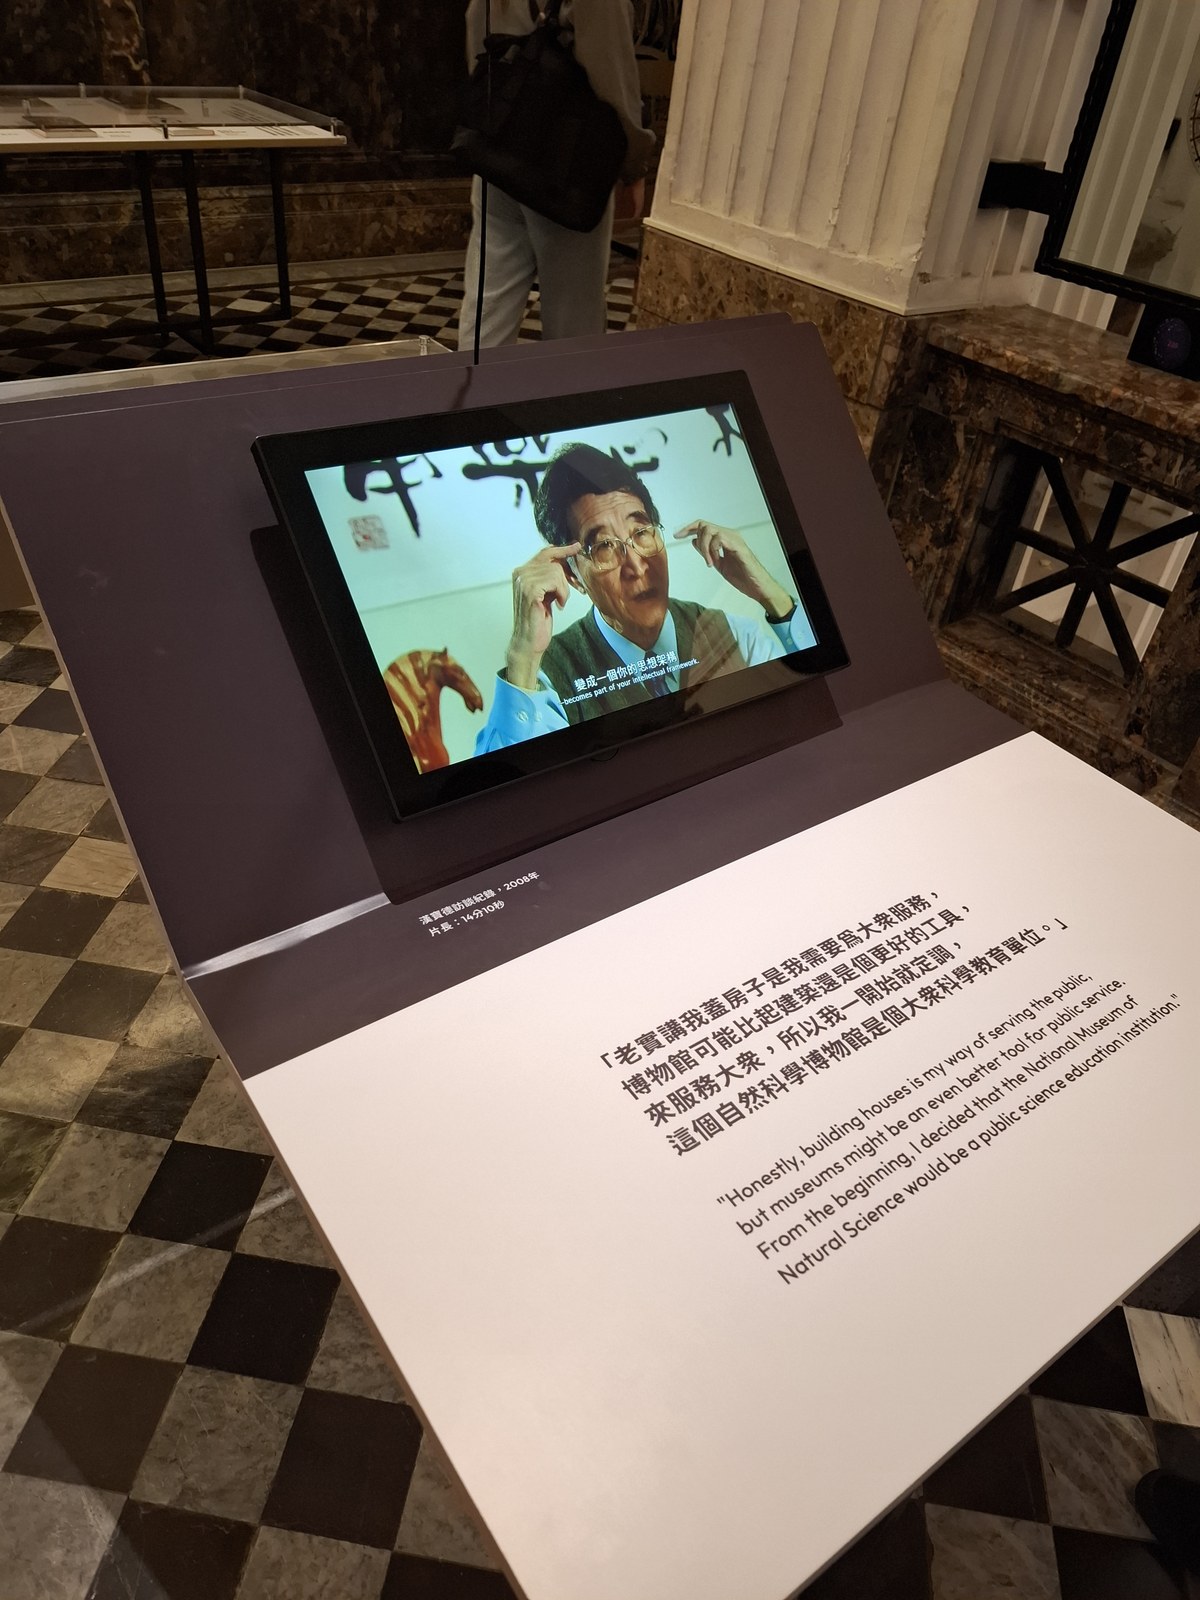 變成一個你的思想架構
-becomes part of your intellectual framework.
漢寶德訪談紀錄，2008年
片長：14分10秒
「老實講我蓋房子是我需要為大衆服務，
博物館可能比起建築還是個更好的工具，
來服務大衆，所以我一開始就定調，
這個自然科學博物館是個大衆科學教育單位。」
"Honestly, building houses is my way of serving the public,
but museums might be an even better tool for public service.
From the beginning, I decided that the National Museum of
Natural Science would be a public science education institution."